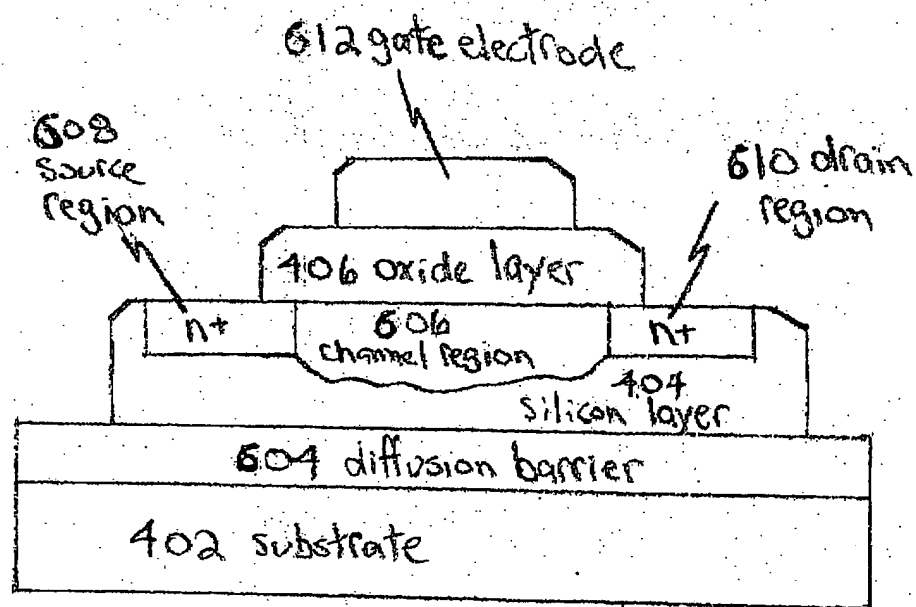 612 gate electrode
608
source
region
610 drain
region
406 oxide layer
n+
606
channel region
n+
404
silicon layer
604 diffusion barrier
402 substrate